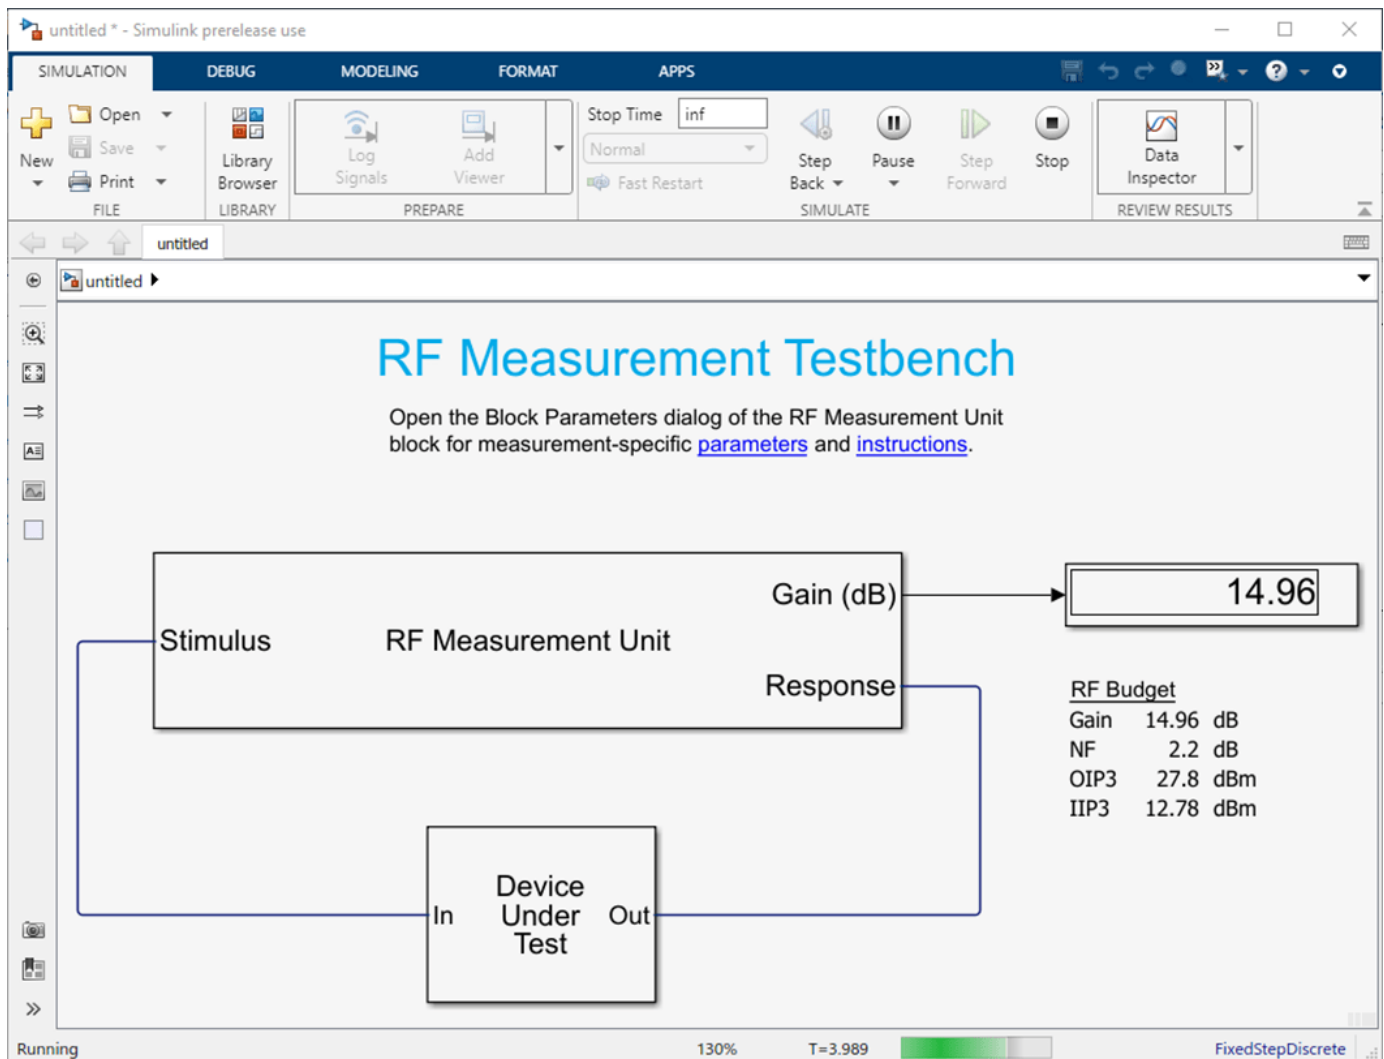 untitled * - Simulink prerelease use
SIMULATION DEBUG MODELING FORMAT APPS
New
Open
Save
Print
FILE
Library
Browser
LIBRARY
Log
Signals
Add
Viewer
PREPARE
Stop Time inf
Normal
Fast Restart
Step
Back
Pause
Step
Forward
Stop
SIMULATE
Data
Inspector
REVIEW RESULTS
untitled
untitled
RF Measurement Testbench
Open the Block Parameters dialog of the RF Measurement Unit
block for measurement-specific parameters and instructions.
Stimulus
RF Measurement Unit
Gain (dB)
Response
14.96
RF Budget
Gain 14.96 dB
NF 2.2 dB
OIP3 27.8 dBm
IIP3 12.78 dBm
In
Device
Under
Test
Out
Running 130% T=3.989 FixedStepDiscrete